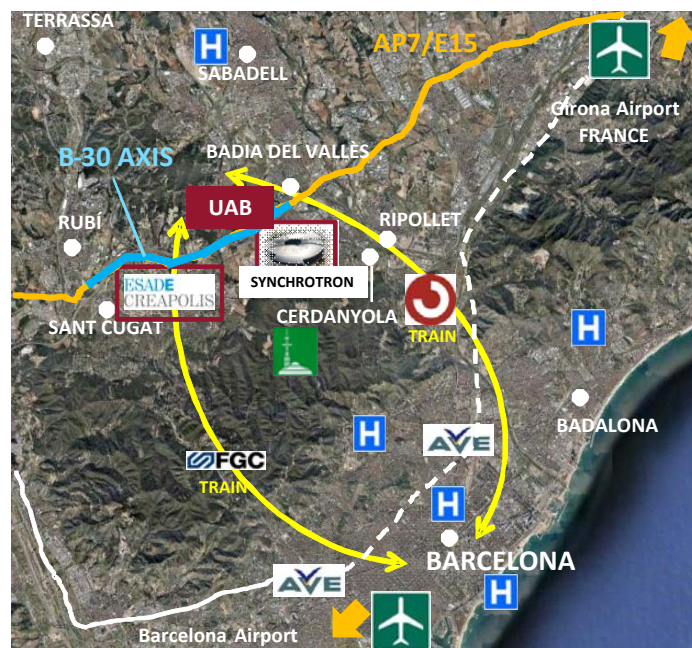 TERRASSA
H
SABADELL
AP7/E15
Girona Airport
FRANCE
B-30 AXIS
BADIA DEL VALLÈS
UAB
RUBÍ
RIPOLLET
SYNCHROTRON
ESADE
CREAPOLIS
SANT CUGAT
CERDANYOLA
TRAIN
H
BADALONA
H
AVE
FGC
TRAIN
H
BARCELONA
AVE
H
Barcelona Airport